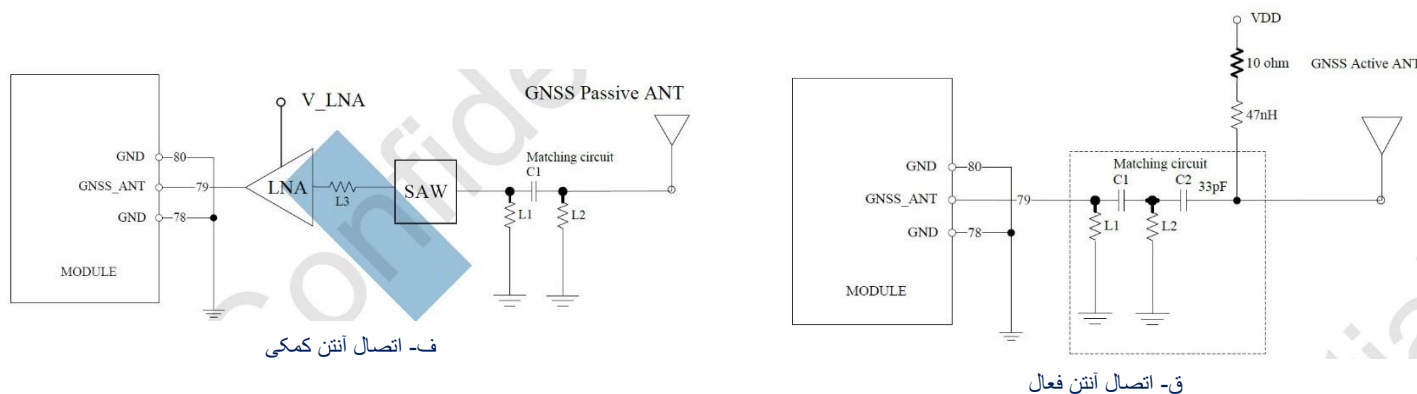 V_LNA
GNSS Passive ANT
GND
80
GNSS_ANT
79
GND
78
LNA
L3
SAW
Matching circuit
C1
L1
L2
MODULE
ف- اتصال آنتن کمکی
VDD
10 ohm
GNSS Active ANT
47nH
GND
80
GNSS_ANT
79
GND
78
Matching circuit
C1
C2
33pF
L1
L2
MODULE
ق- اتصال آنتن فعال
Confide